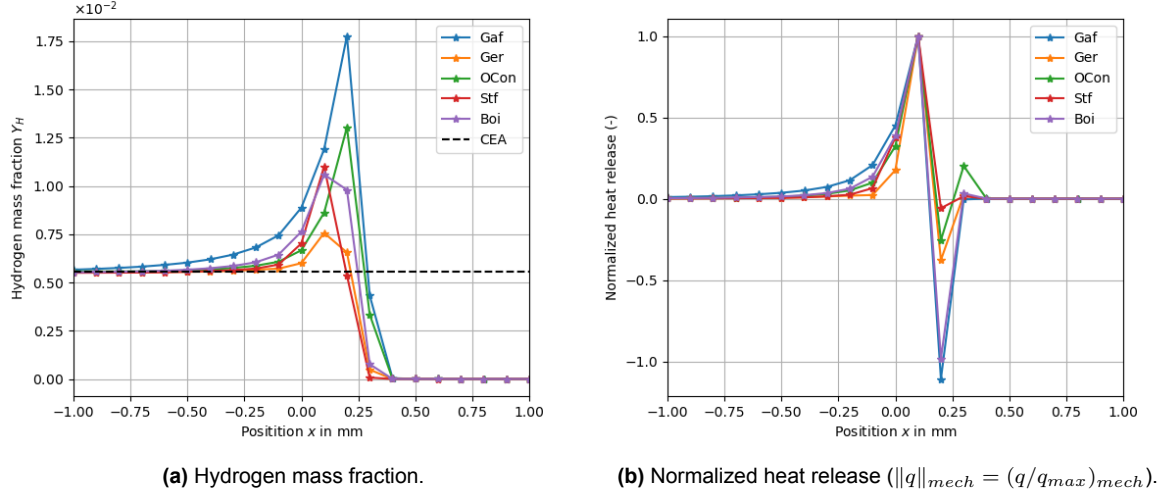 ×10⁻²
1.75
1.50
1.25
1.00
0.75
0.50
0.25
0.00
Hydrogen mass fraction Y_H
Gaf
Ger
OCon
Stf
Boi
CEA
−1.00 −0.75 −0.50 −0.25 0.00 0.25 0.50 0.75 1.00
Positition x in mm
(a) Hydrogen mass fraction.
1.0
0.5
0.0
−0.5
−1.0
Normalized heat release (-)
Gaf
Ger
OCon
Stf
Boi
−1.00 −0.75 −0.50 −0.25 0.00 0.25 0.50 0.75 1.00
Positition x in mm
(b) Normalized heat release (‖q‖_mech = (q/q_max)_mech).